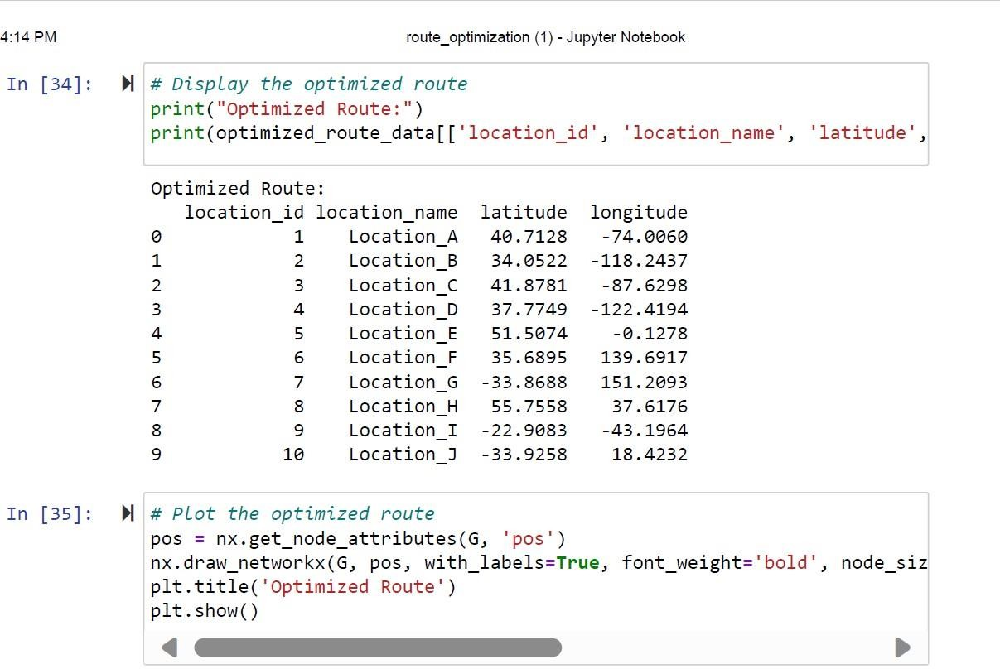 4:14 PM route_optimization (1) - Jupyter Notebook
In [34]: # Display the optimized route
print("Optimized Route:")
print(optimized_route_data[['location_id', 'location_name', 'latitude',
Optimized Route:
location_id location_name latitude longitude
0 1 Location_A 40.7128 -74.0060
1 2 Location_B 34.0522 -118.2437
2 3 Location_C 41.8781 -87.6298
3 4 Location_D 37.7749 -122.4194
4 5 Location_E 51.5074 -0.1278
5 6 Location_F 35.6895 139.6917
6 7 Location_G -33.8688 151.2093
7 8 Location_H 55.7558 37.6176
8 9 Location_I -22.9083 -43.1964
9 10 Location_J -33.9258 18.4232
In [35]: # Plot the optimized route
pos = nx.get_node_attributes(G, 'pos')
nx.draw_networkx(G, pos, with_labels=True, font_weight='bold', node_siz
plt.title('Optimized Route')
plt.show()